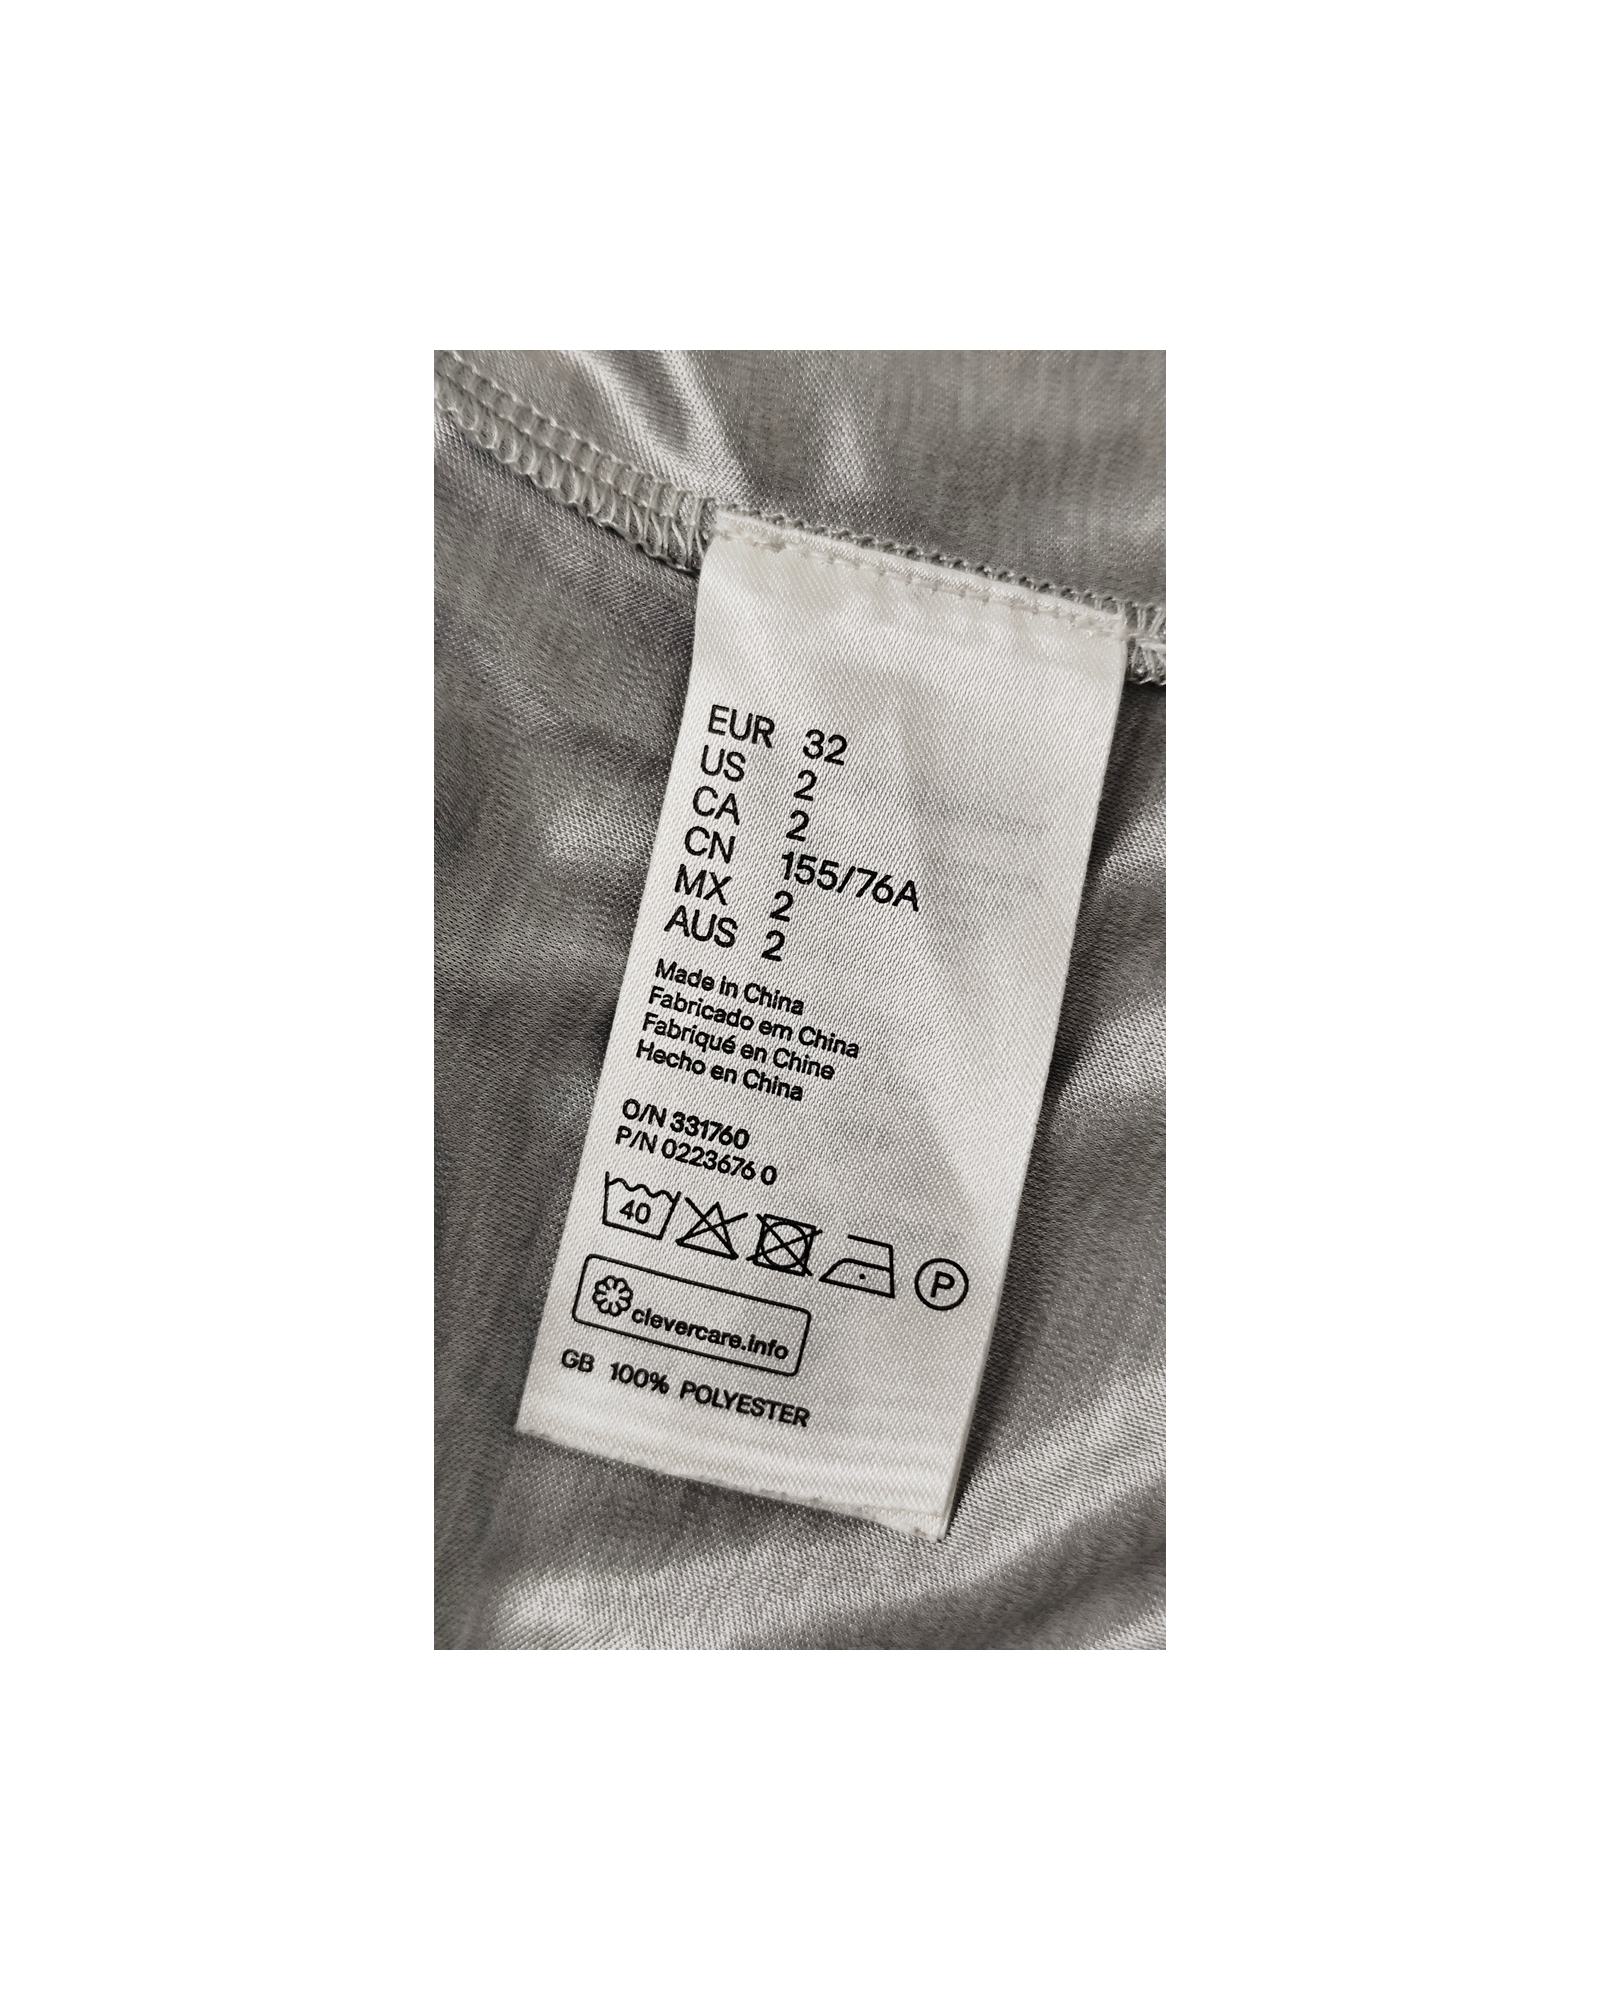 EUR 32
US 2
CA 2
CN 155/76A
MX 2
AUS 2
Made in China
Fabricado em China
Fabriqué en Chine
Hecho en China
O/N 331760
P/N 0223676 0
40
P
clevercare.info
GB 100% POLYESTER